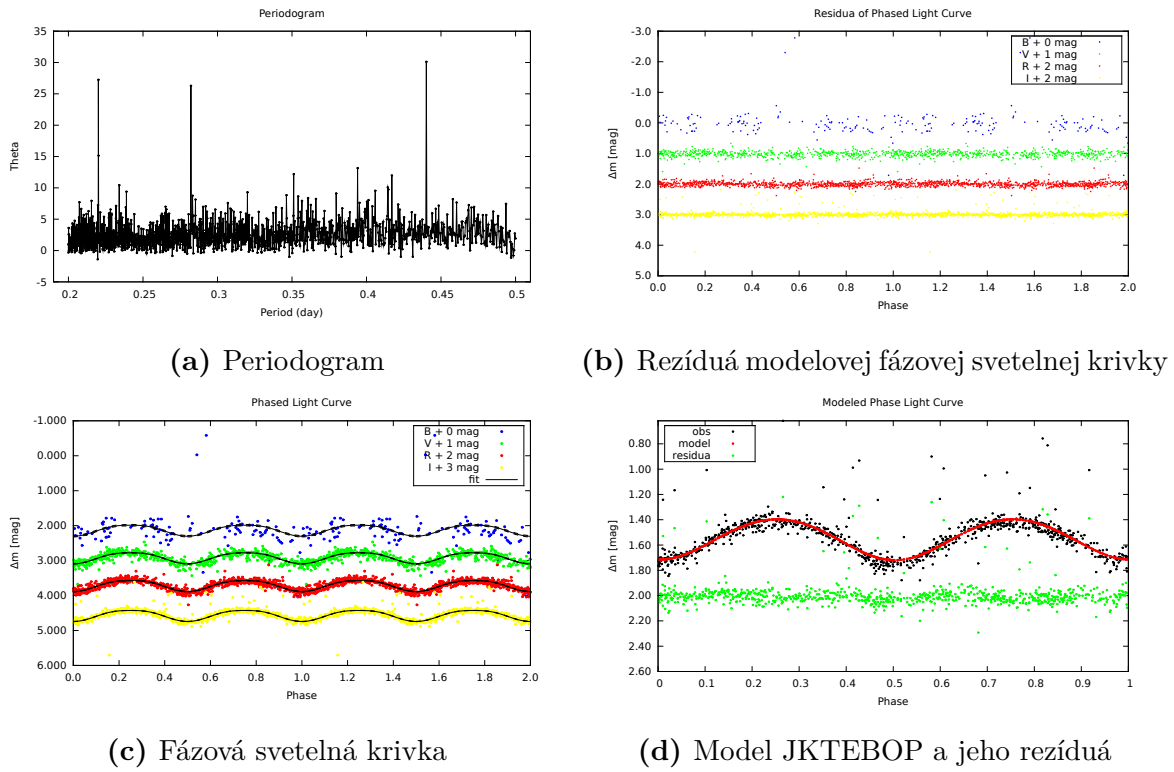 Periodogram
Theta
35
30
25
20
15
10
5
0
-5
0.2
0.25
0.3
0.35
0.4
0.45
0.5
Period (day)
(a) Periodogram
Residua of Phased Light Curve
Δm [mag]
-3.0
-2.0
-1.0
0.0
1.0
2.0
3.0
4.0
5.0
B + 0 mag
V + 1 mag
R + 2 mag
I + 2 mag
0.0
0.2
0.4
0.6
0.8
1.0
1.2
1.4
1.6
1.8
2.0
Phase
(b) Rezíduá modelovej fázovej svetelnej krivky
Phased Light Curve
Δm [mag]
-1.000
0.000
1.000
2.000
3.000
4.000
5.000
6.000
B + 0 mag
V + 1 mag
R + 2 mag
I + 3 mag
fit
0.0
0.2
0.4
0.6
0.8
1.0
1.2
1.4
1.6
1.8
2.0
Phase
(c) Fázová svetelná krivka
Modeled Phase Light Curve
Δm [mag]
0.80
1.00
1.20
1.40
1.60
1.80
2.00
2.20
2.40
2.60
obs
model
residua
0
0.1
0.2
0.3
0.4
0.5
0.6
0.7
0.8
0.9
1
Phase
(d) Model JKTEBOP a jeho rezíduá